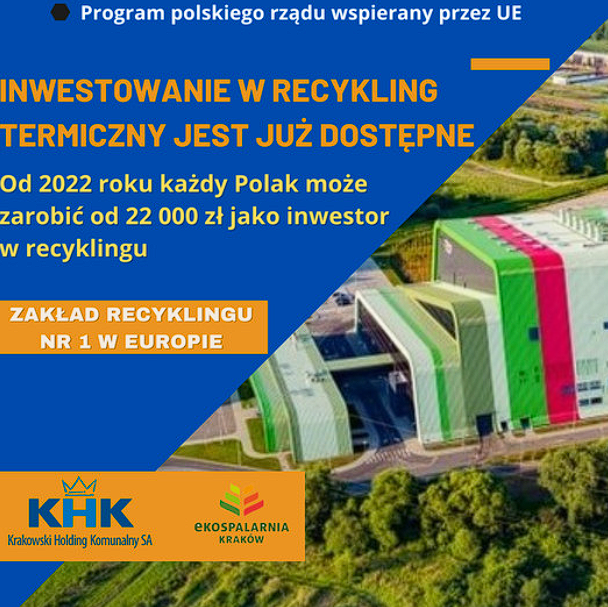 Program polskiego rządu wspierany przez UE
INWESTOWANIE W RECYKLING
TERMICZNY JEST JUŻ DOSTĘPNE
Od 2022 roku każdy Polak może
zarobić od 22 000 zł jako inwestor
w recyklingu
ZAKŁAD RECYKLINGU
NR 1 W EUROPIE
KHK
Krakowski Holding Komunalny SA
eKOSPALARNIA
KRAKÓW